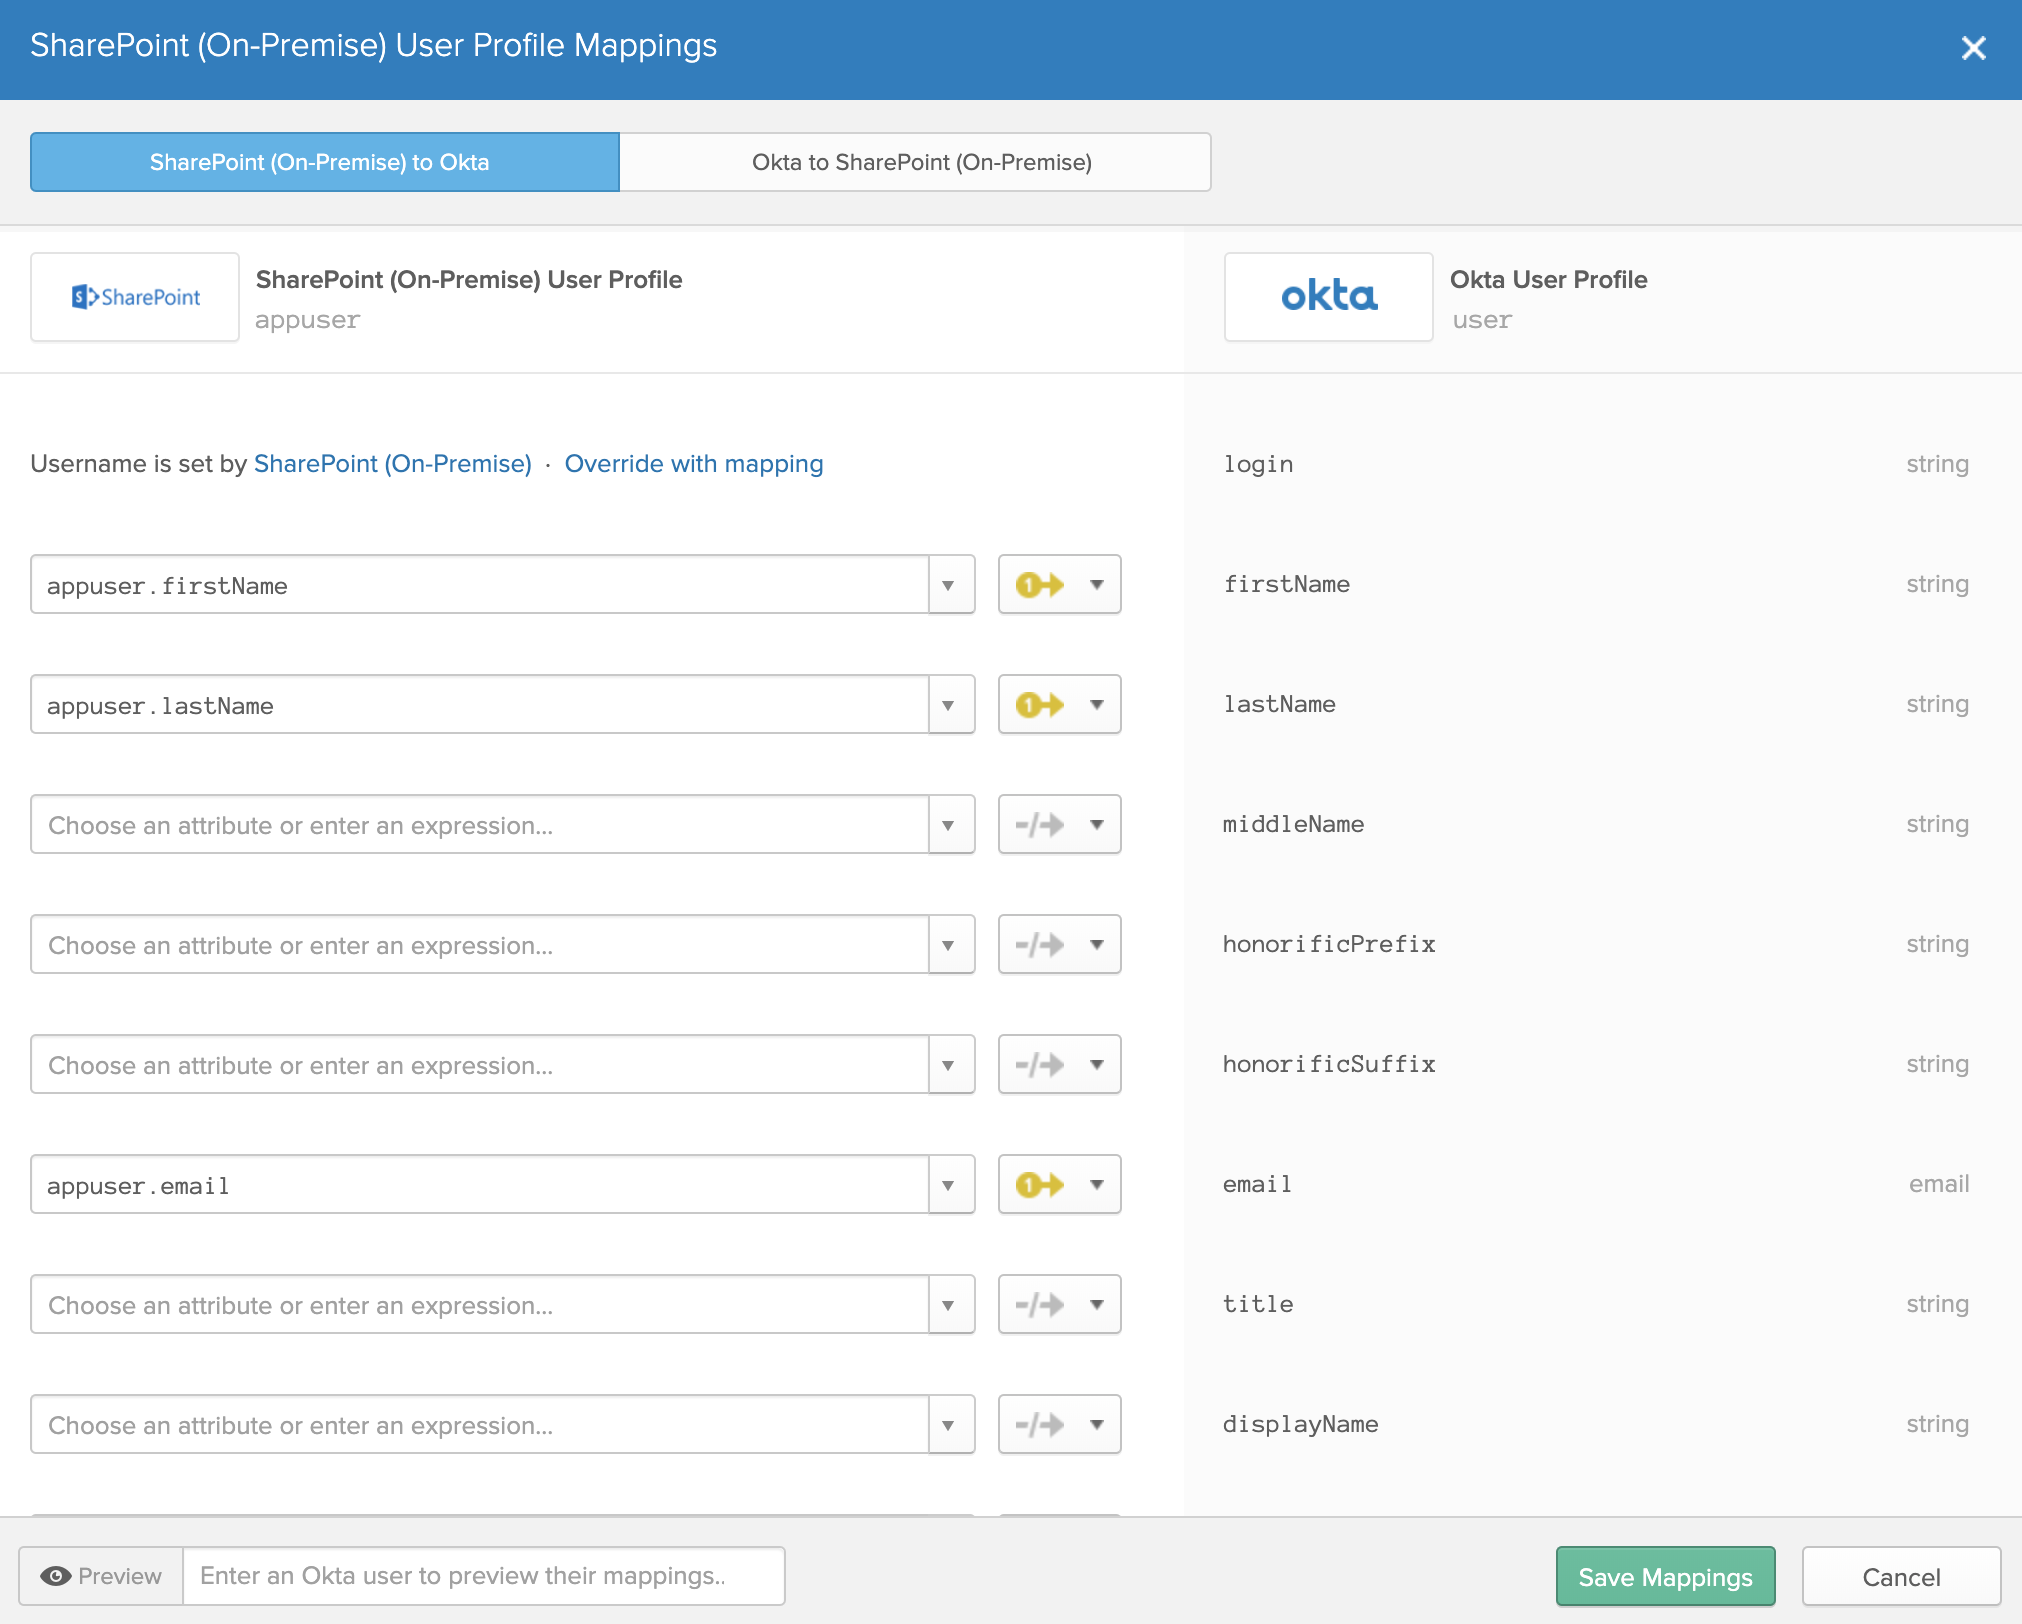 SharePoint (On-Premise) User Profile Mappings
SharePoint (On-Premise) to Okta
Okta to SharePoint (On-Premise)
SharePoint
SharePoint (On-Premise) User Profile
appuser
okta
Okta User Profile
user
Username is set by SharePoint (On-Premise) · Override with mapping
login
string
appuser.firstName
1
firstName
string
appuser.lastName
1
lastName
string
Choose an attribute or enter an expression...
middleName
string
Choose an attribute or enter an expression...
honorificPrefix
string
Choose an attribute or enter an expression...
honorificSuffix
string
appuser.email
1
email
email
Choose an attribute or enter an expression...
title
string
Choose an attribute or enter an expression...
displayName
string
Preview
Enter an Okta user to preview their mappings..
Save Mappings
Cancel